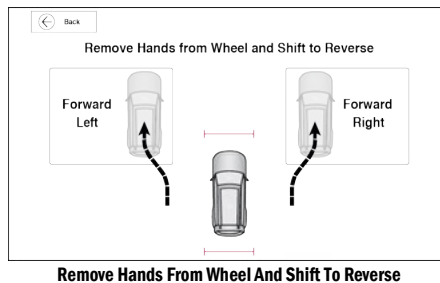 Back
Remove Hands from Wheel and Shift to Reverse
Forward
Left
Forward
Right
Remove Hands From Wheel And Shift To Reverse